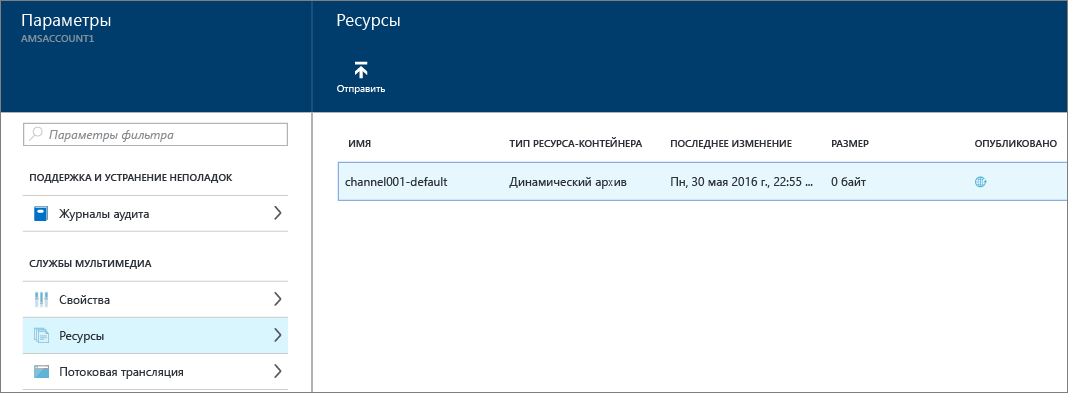 Параметры
AMSACCOUNT1
Параметры фильтра
ПОДДЕРЖКА И УСТРАНЕНИЕ НЕПОЛАДОК
Журналы аудита
СЛУЖБЫ МУЛЬТИМЕДИА
Свойства
Ресурсы
Потоковая трансляция
Ресурсы
Отправить
ИМЯ ТИП РЕСУРСА-КОНТЕЙНЕРА ПОСЛЕДНЕЕ ИЗМЕНЕНИЕ РАЗМЕР ОПУБЛИКОВАНО
channel001-default Динамический архив Пн, 30 мая 2016 г., 22:55 ... 0 байт